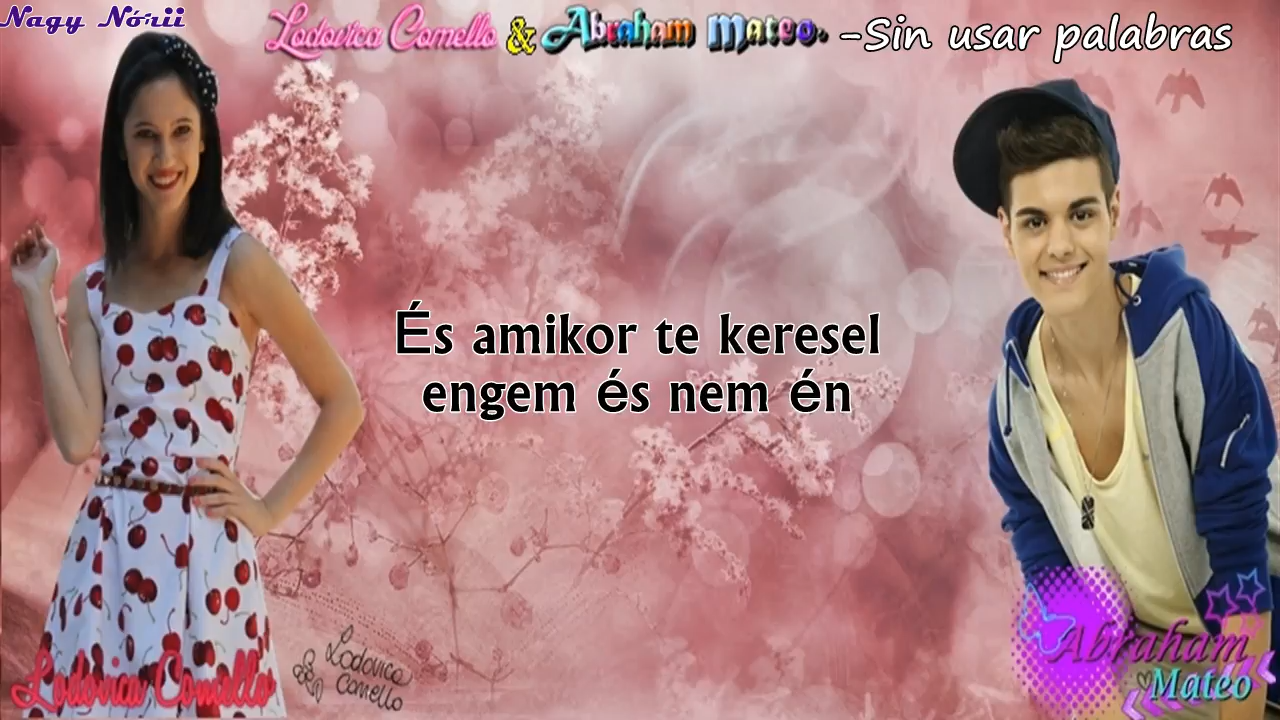 Nagy Nórii
Lodovica Comello & Abraham Mateo. -Sin usar palabras
És amikor te keresel
engem és nem én
Lodovica Comello
Lodovica
Comello
Abraham
Mateo